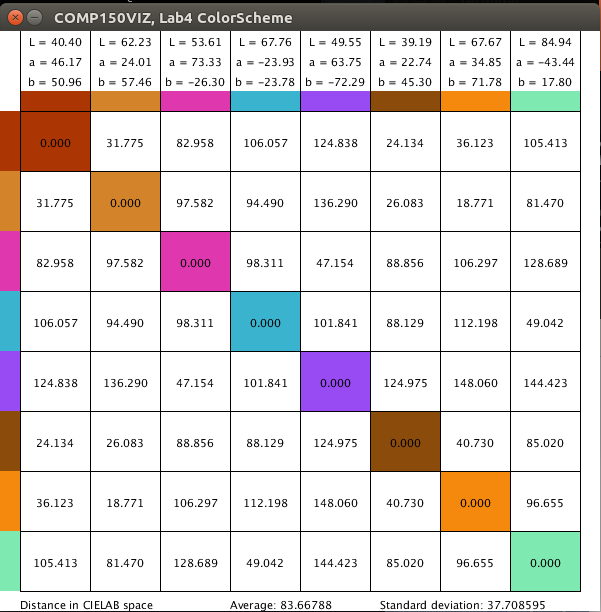 COMP150VIZ, Lab4 ColorScheme
L = 40.40 L = 62.23 L = 53.61 L = 67.76 L = 49.55 L = 39.19 L = 67.67 L = 84.94
a = 46.17 a = 24.01 a = 73.33 a = -23.93 a = 63.75 a = 22.74 a = 34.85 a = -43.44
b = 50.96 b = 57.46 b = -26.30 b = -23.78 b = -72.29 b = 45.30 b = 71.78 b = 17.80
0.000 31.775 82.958 106.057 124.838 24.134 36.123 105.413
31.775 0.000 97.582 94.490 136.290 26.083 18.771 81.470
82.958 97.582 0.000 98.311 47.154 88.856 106.297 128.689
106.057 94.490 98.311 0.000 101.841 88.129 112.198 49.042
124.838 136.290 47.154 101.841 0.000 124.975 148.060 144.423
24.134 26.083 88.856 88.129 124.975 0.000 40.730 85.020
36.123 18.771 106.297 112.198 148.060 40.730 0.000 96.655
105.413 81.470 128.689 49.042 144.423 85.020 96.655 0.000
Distance in CIELAB space Average: 83.66788 Standard deviation: 37.708595